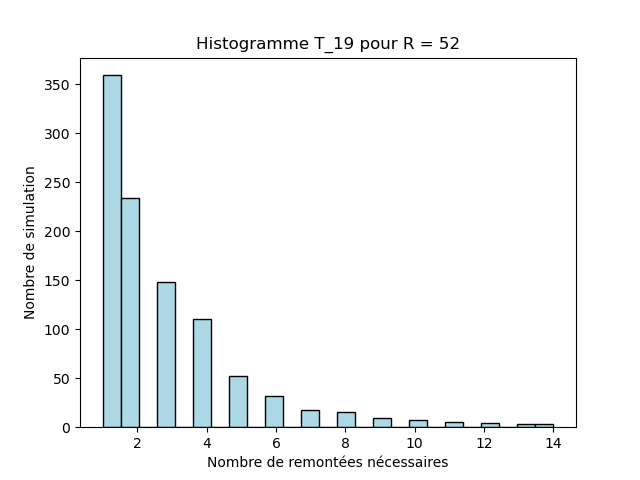 Histogramme T_19 pour R = 52
350
300
250
200
150
100
50
0
Nombre de simulation
2 4 6 8 10 12 14
Nombre de remontées nécessaires